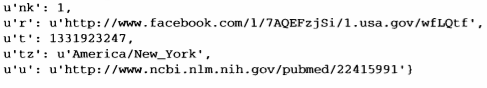 u'nk': 1,
u'r': u'http://www.facebook.com/l/7AQEFzjSi/1.usa.gov/wfLQtf',
u't': 1331923247,
u'tz': u'America/New_York',
u'u': u'http://www.ncbi.nlm.nih.gov/pubmed/22415991'}